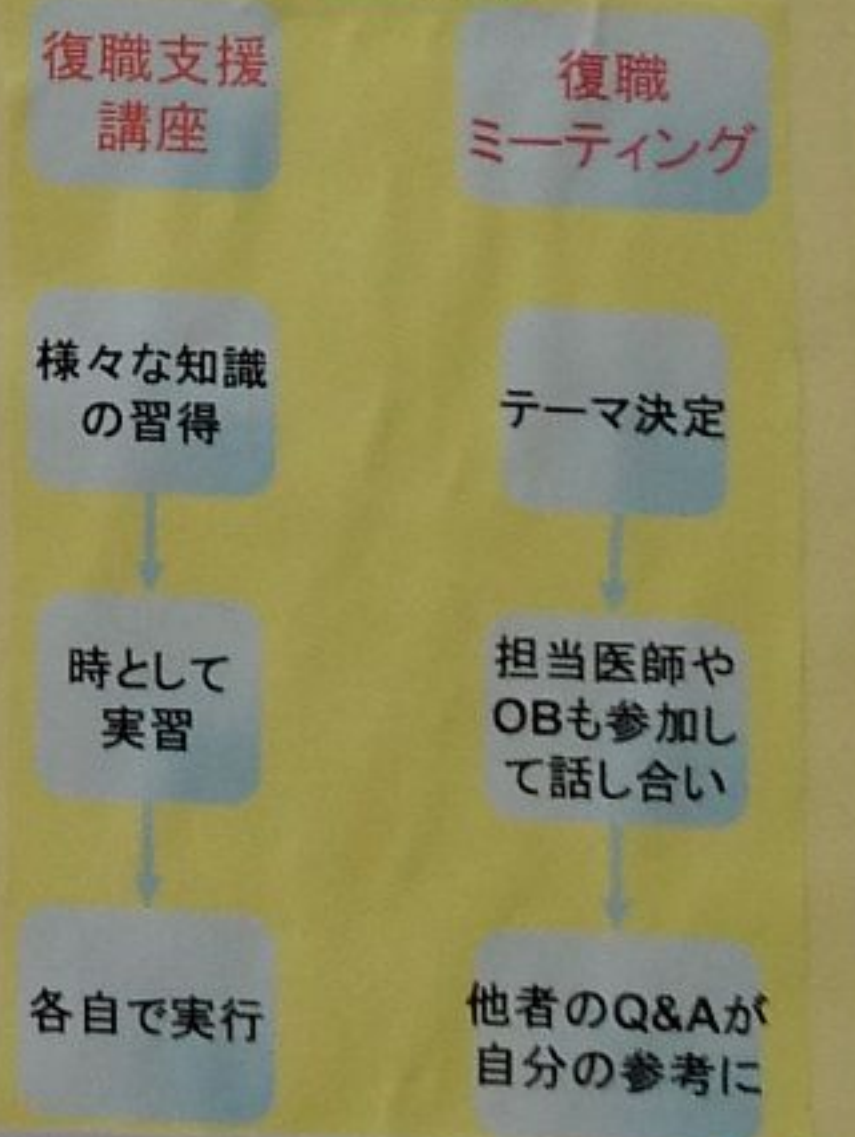 復職支援
講座
様々な知識
の習得
時として
実習
各自で実行
復職
ミーティング
テーマ決定
担当医師や
OBも参加し
て話し合い
他者のQ&Aが
自分の参考に